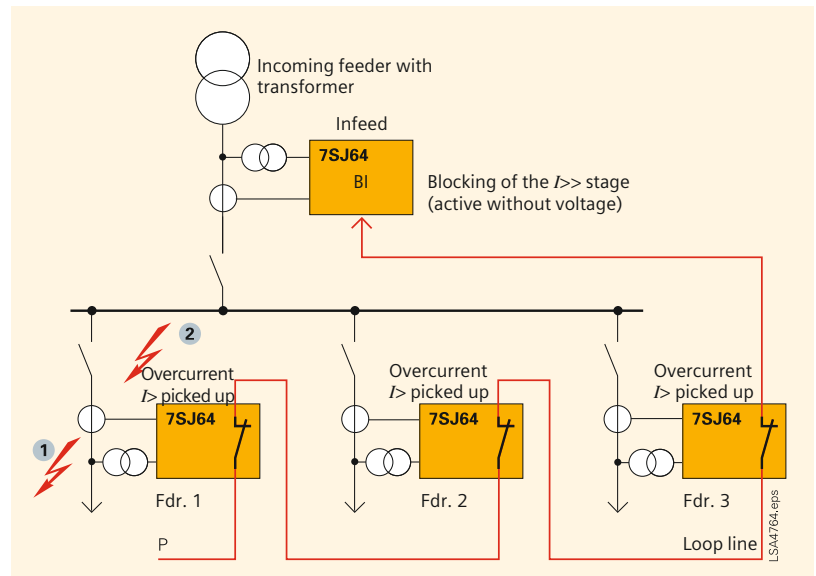 Incoming feeder with
transformer
Infeed
7SJ64
BI
Blocking of the I>> stage
(active without voltage)
2
Overcurrent
I> picked up
Overcurrent
I> picked up
Overcurrent
I> picked up
7SJ64
7SJ64
7SJ64
1
Fdr. 1
Fdr. 2
Fdr. 3
P
Loop line
LSA4764.eps